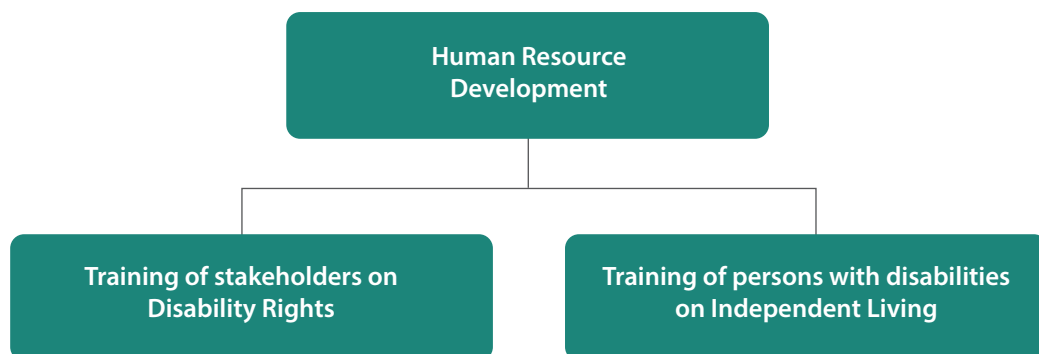 Human Resource
Development
Training of stakeholders on
Disability Rights
Training of persons with disabilities
on Independent Living